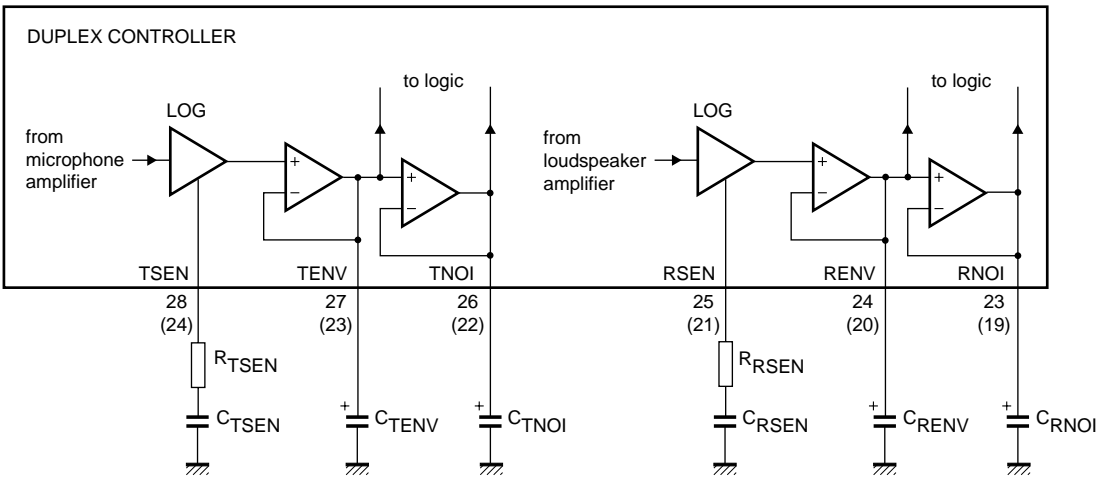 DUPLEX CONTROLLER
to logic
to logic
LOG
LOG
from
microphone
amplifier
from
loudspeaker
amplifier
+
−
+
−
+
−
+
−
TSEN
TENV
TNOI
RSEN
RENV
RNOI
28
(24)
27
(23)
26
(22)
25
(21)
24
(20)
23
(19)
RTSEN
RRSEN
+
+
+
+
CTSEN
CTENV
CTNOI
CRSEN
CRENV
CRNOI